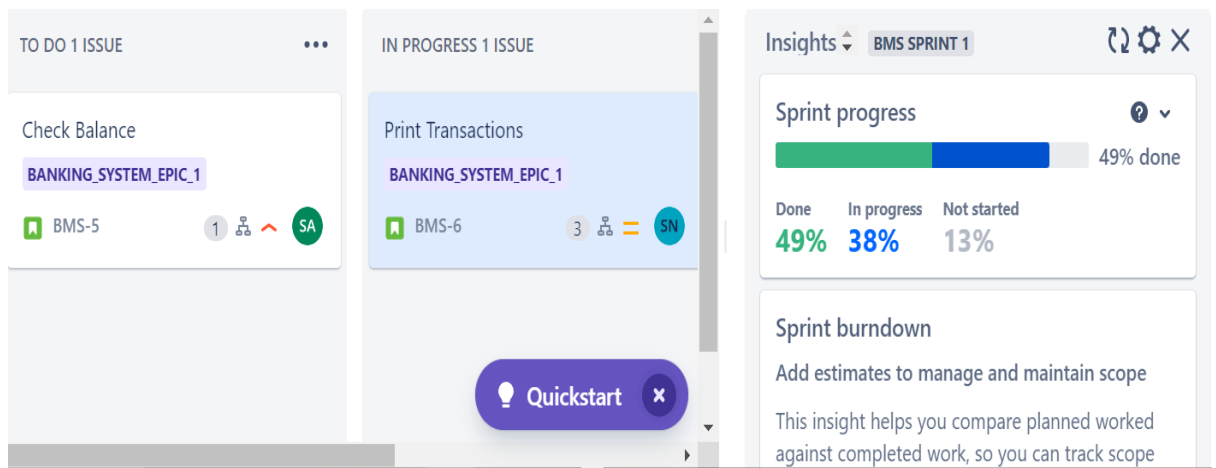 TO DO 1 ISSUE
Check Balance
BANKING_SYSTEM_EPIC_1
BMS-5
1
SA
IN PROGRESS 1 ISSUE
Print Transactions
BANKING_SYSTEM_EPIC_1
BMS-6
3
SN
Quickstart
Insights BMS SPRINT 1
Sprint progress
49% done
Done In progress Not started
49% 38% 13%
Sprint burndown
Add estimates to manage and maintain scope
This insight helps you compare planned worked
against completed work, so you can track scope